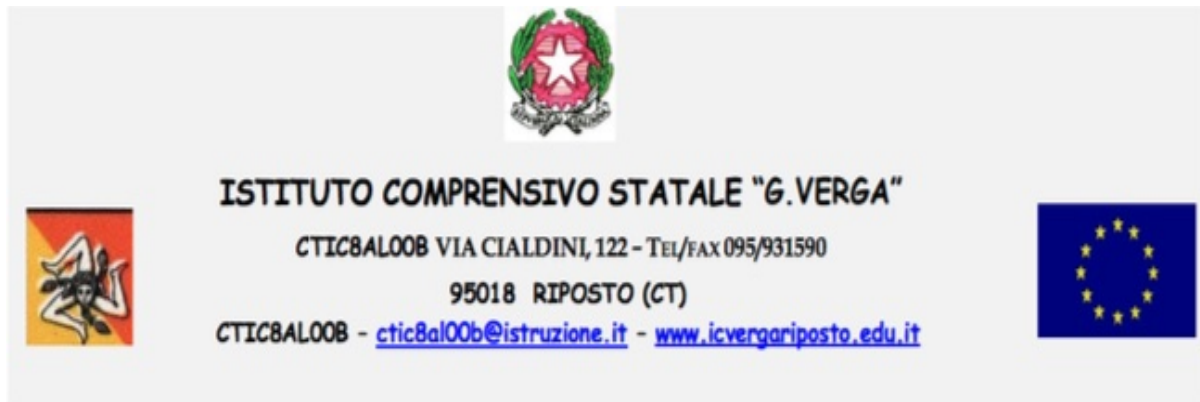 ISTITUTO COMPRENSIVO STATALE “G.VERGA”
CTIC8AL00B VIA CIALDINI, 122 – TEL/FAX 095/931590
95018 RIPOSTO (CT)
CTIC8AL00B – ctic8al00b@istruzione.it – www.icvergariposto.edu.it